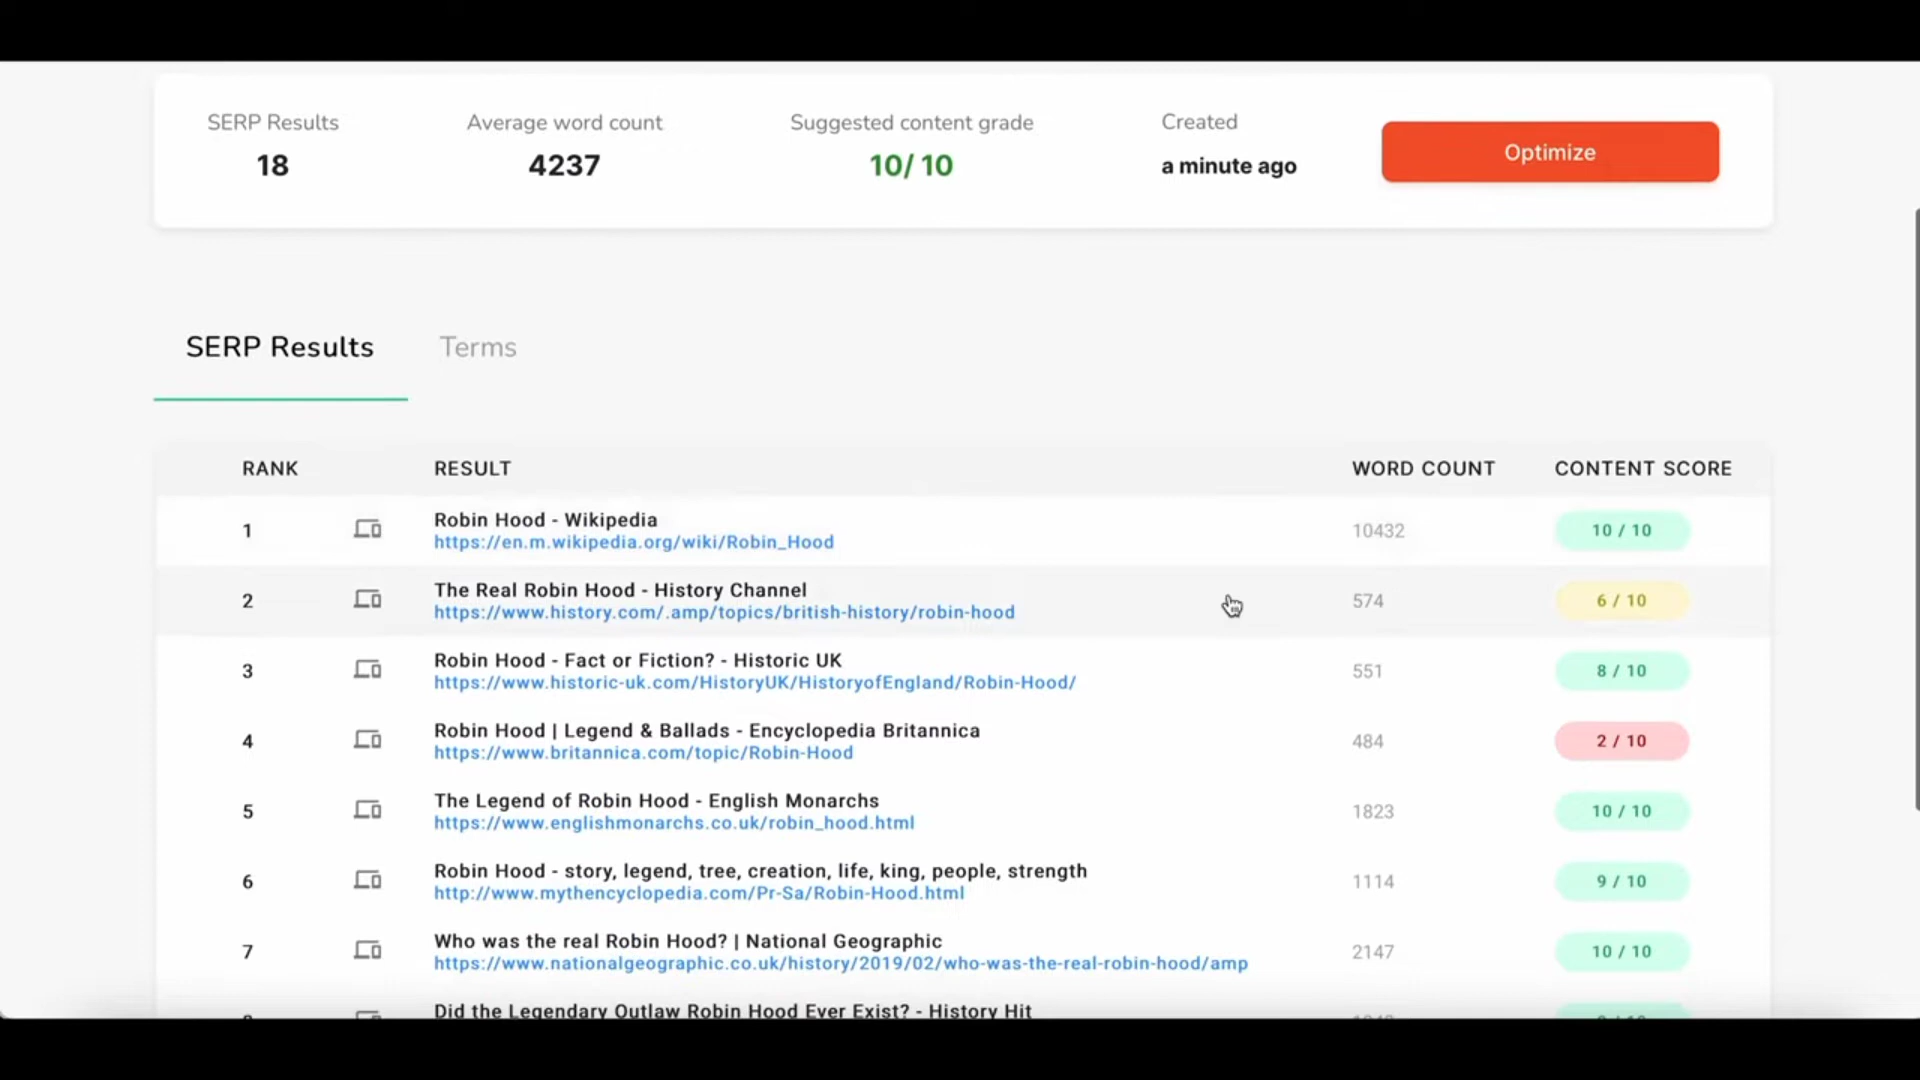 SERP Results
Average word count
Suggested content grade
Created
18
4237
10/ 10
a minute ago
Optimize
SERP Results
Terms
RANK
RESULT
WORD COUNT
CONTENT SCORE
1
Robin Hood - Wikipedia
https://en.m.wikipedia.org/wiki/Robin_Hood
10432
10 / 10
2
The Real Robin Hood - History Channel
https://www.history.com/.amp/topics/british-history/robin-hood
574
6 / 10
3
Robin Hood - Fact or Fiction? - Historic UK
https://www.historic-uk.com/HistoryUK/HistoryofEngland/Robin-Hood/
551
8 / 10
4
Robin Hood | Legend & Ballads - Encyclopedia Britannica
https://www.britannica.com/topic/Robin-Hood
484
2 / 10
5
The Legend of Robin Hood - English Monarchs
https://www.englishmonarchs.co.uk/robin_hood.html
1823
10 / 10
6
Robin Hood - story, legend, tree, creation, life, king, people, strength
http://www.mythencyclopedia.com/Pr-Sa/Robin-Hood.html
1114
9 / 10
7
Who was the real Robin Hood? | National Geographic
https://www.nationalgeographic.co.uk/history/2019/02/who-was-the-real-robin-hood/amp
2147
10 / 10
Did the Legendary Outlaw Robin Hood Ever Exist? - History Hit